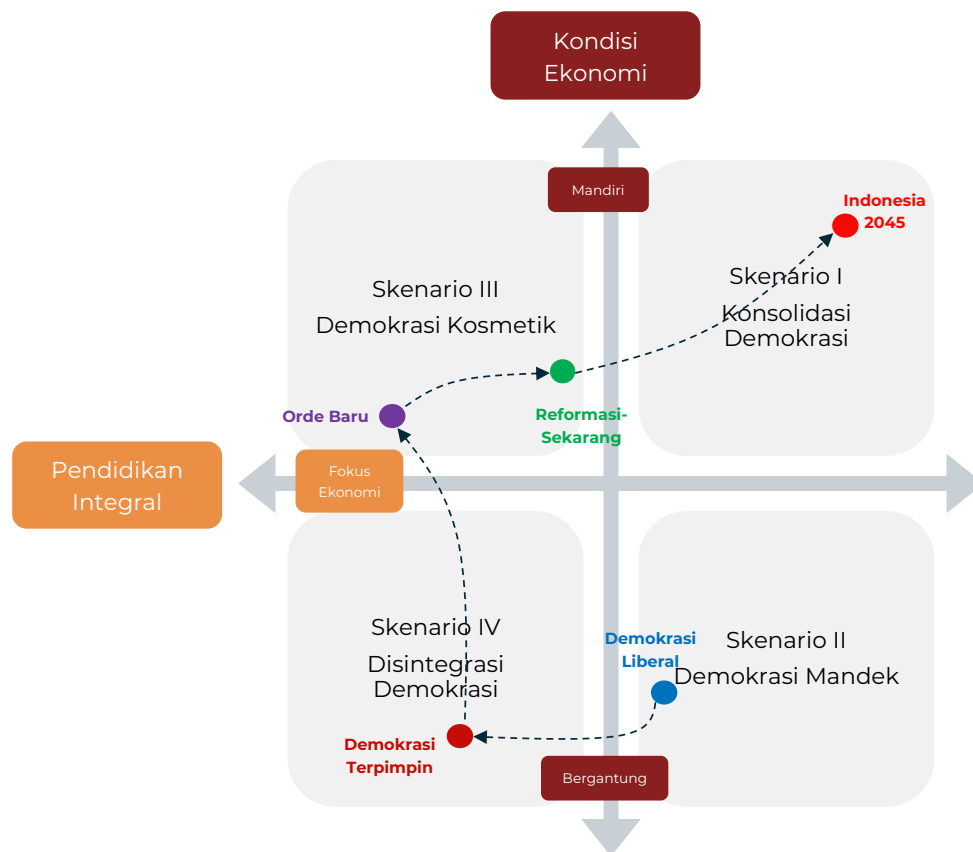 Kondisi
Ekonomi
Mandiri
Indonesia
2045
Skenario III
Demokrasi Kosmetik
Skenario I
Konsolidasi
Demokrasi
Orde Baru
Reformasi-
Sekarang
Pendidikan
Integral
Fokus
Ekonomi
Skenario IV
Disintegrasi
Demokrasi
Demokrasi
Liberal
Skenario II
Demokrasi Mandek
Demokrasi
Terpimpin
Bergantung